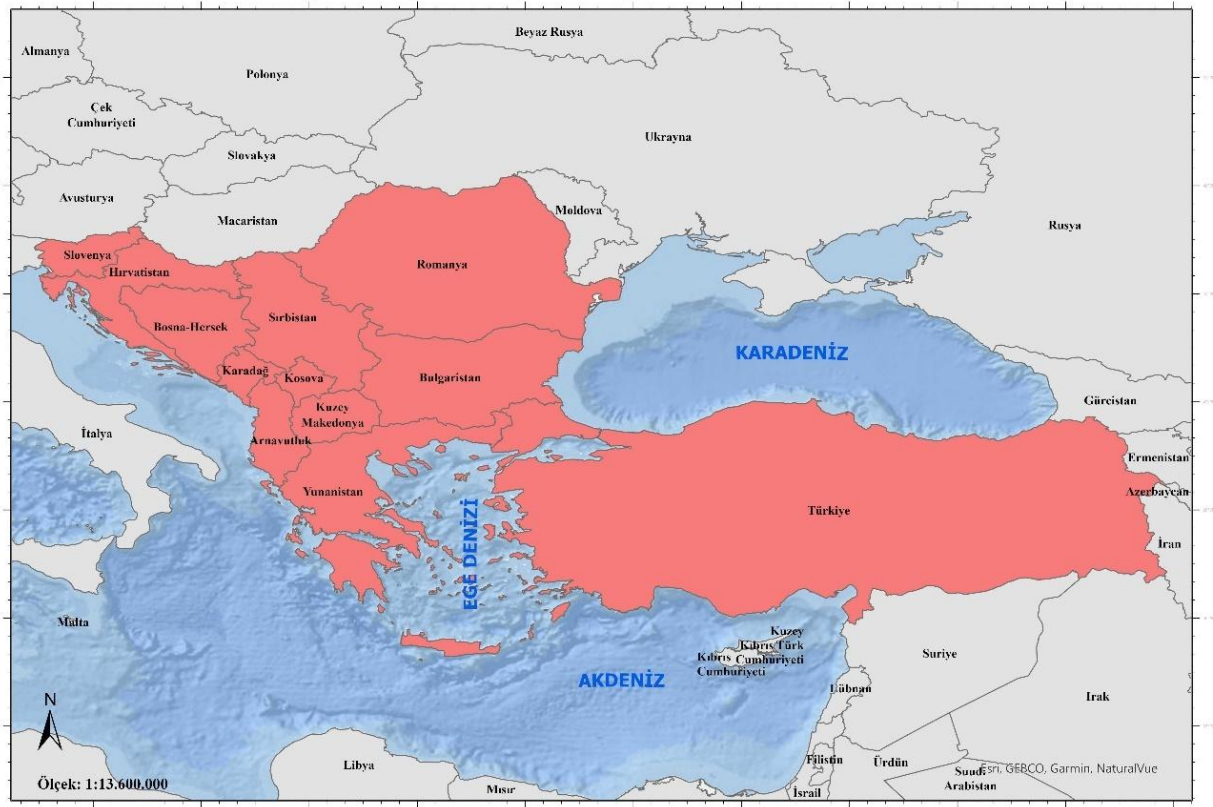 Beyaz Rusya
Almanya
Polonya
Çek
Cumhuriyeti
Ukrayna
Slovakya
Avusturya
Macaristan
Moldova
Rusya
Slovenya
Hırvatistan
Romanya
Bosna-Hersek
Sırbistan
KARADENİZ
Karadağ
Kosova
Bulgaristan
Gürcistan
Kuzey
Makedonya
İtalya
Arnavutluk
Ermenistan
Yunanistan
Azerbaycan
Türkiye
EGE DENİZİ
İran
Malta
Kuzey
Kıbrıs Türk
Cumhuriyeti
Kıbrıs
Cumhuriyeti
Suriye
AKDENİZ
Lübnan
Irak
N
Libya
Filistin
Ürdün
Suudi
Arabistan
Esri, GEBCO, Garmin, NaturalVue
Ölçek: 1:13.600.000
Mısır
İsrail